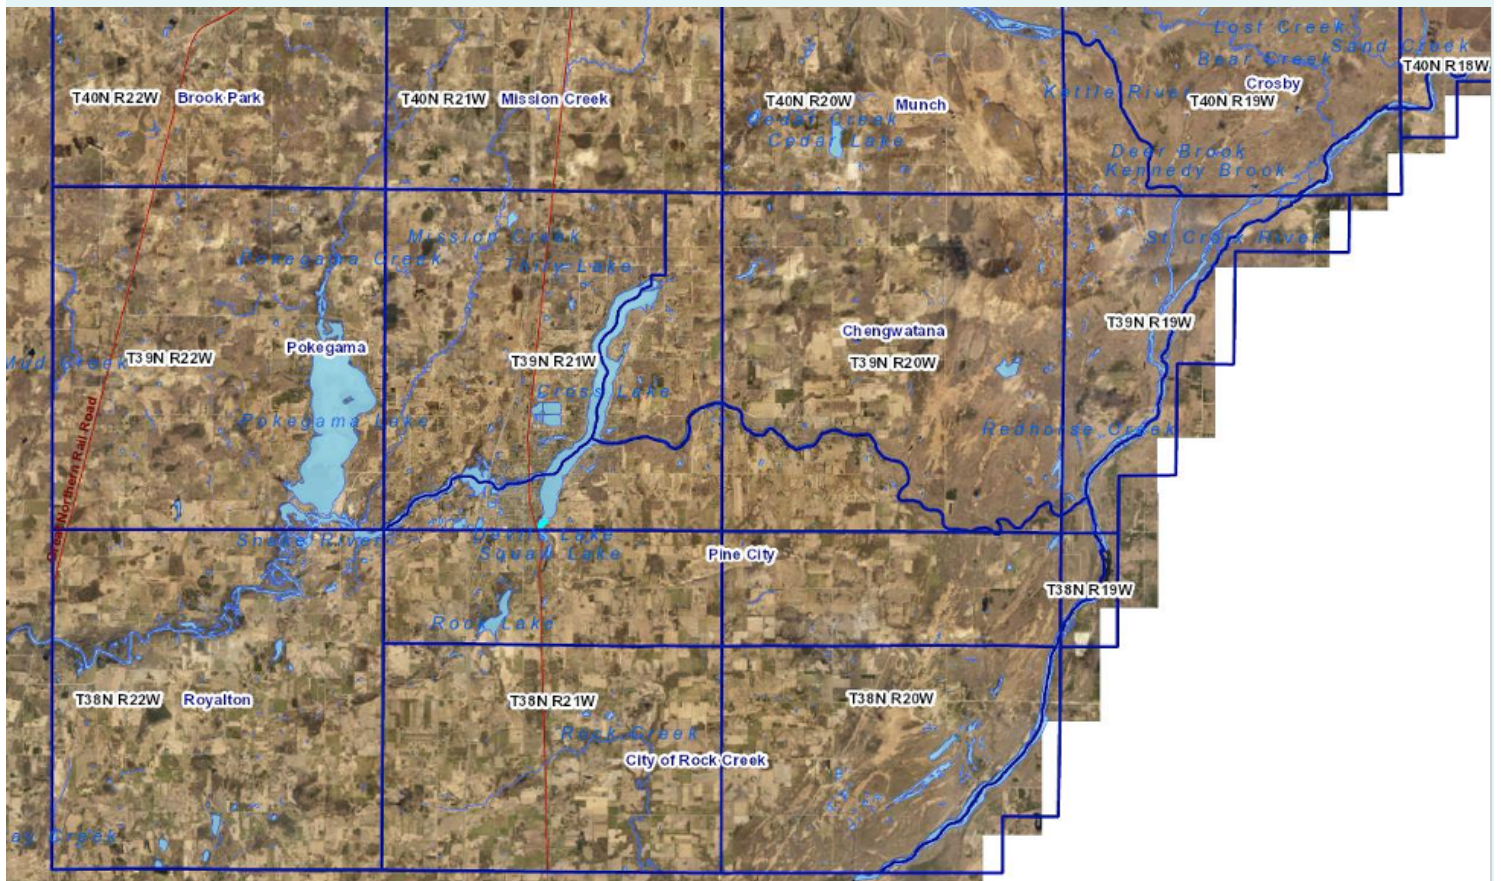 Lost Creek
Sand Creek
Bear Creek
T40N R18W
T40N R22W
Brook Park
T40N R21W
Mission Creek
T40N R20W
Munch
Crosby
Kettle River
T40N R19W
Cedar Creek
Cedar Lake
Deer Brook
Kennedy Brook
Mission Creek
St Croix River
Pokegama Creek
T39N R19W
Chengwatana
Pokegama
Mud Creek
T39N R22W
T39N R21W
T39N R20W
Cross Lake
Pokegama Lake
Redhorse Creek
Great Northern Rail Road
Snake River
Devils Lake
Squaw Lake
Pine City
T38N R19W
Rock Lake
T38N R22W
Royalton
T38N R21W
T38N R20W
Rock Creek
City of Rock Creek
ay Creek